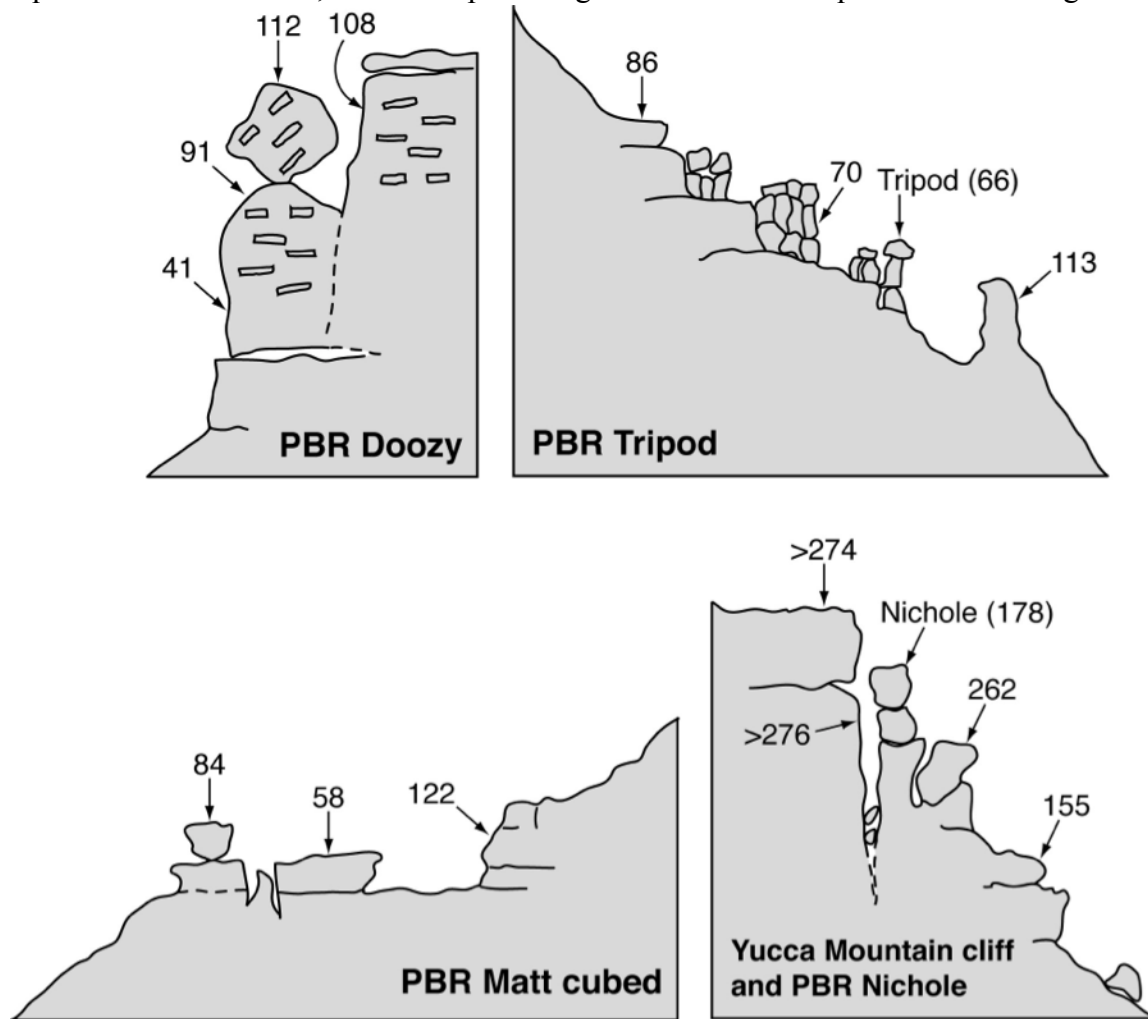 112
108
91
41
PBR Doozy
86
70
Tripod (66)
113
PBR Tripod
84
58
122
PBR Matt cubed
>274
Nichole (178)
>276
262
155
Yucca Mountain cliff
and PBR Nichole